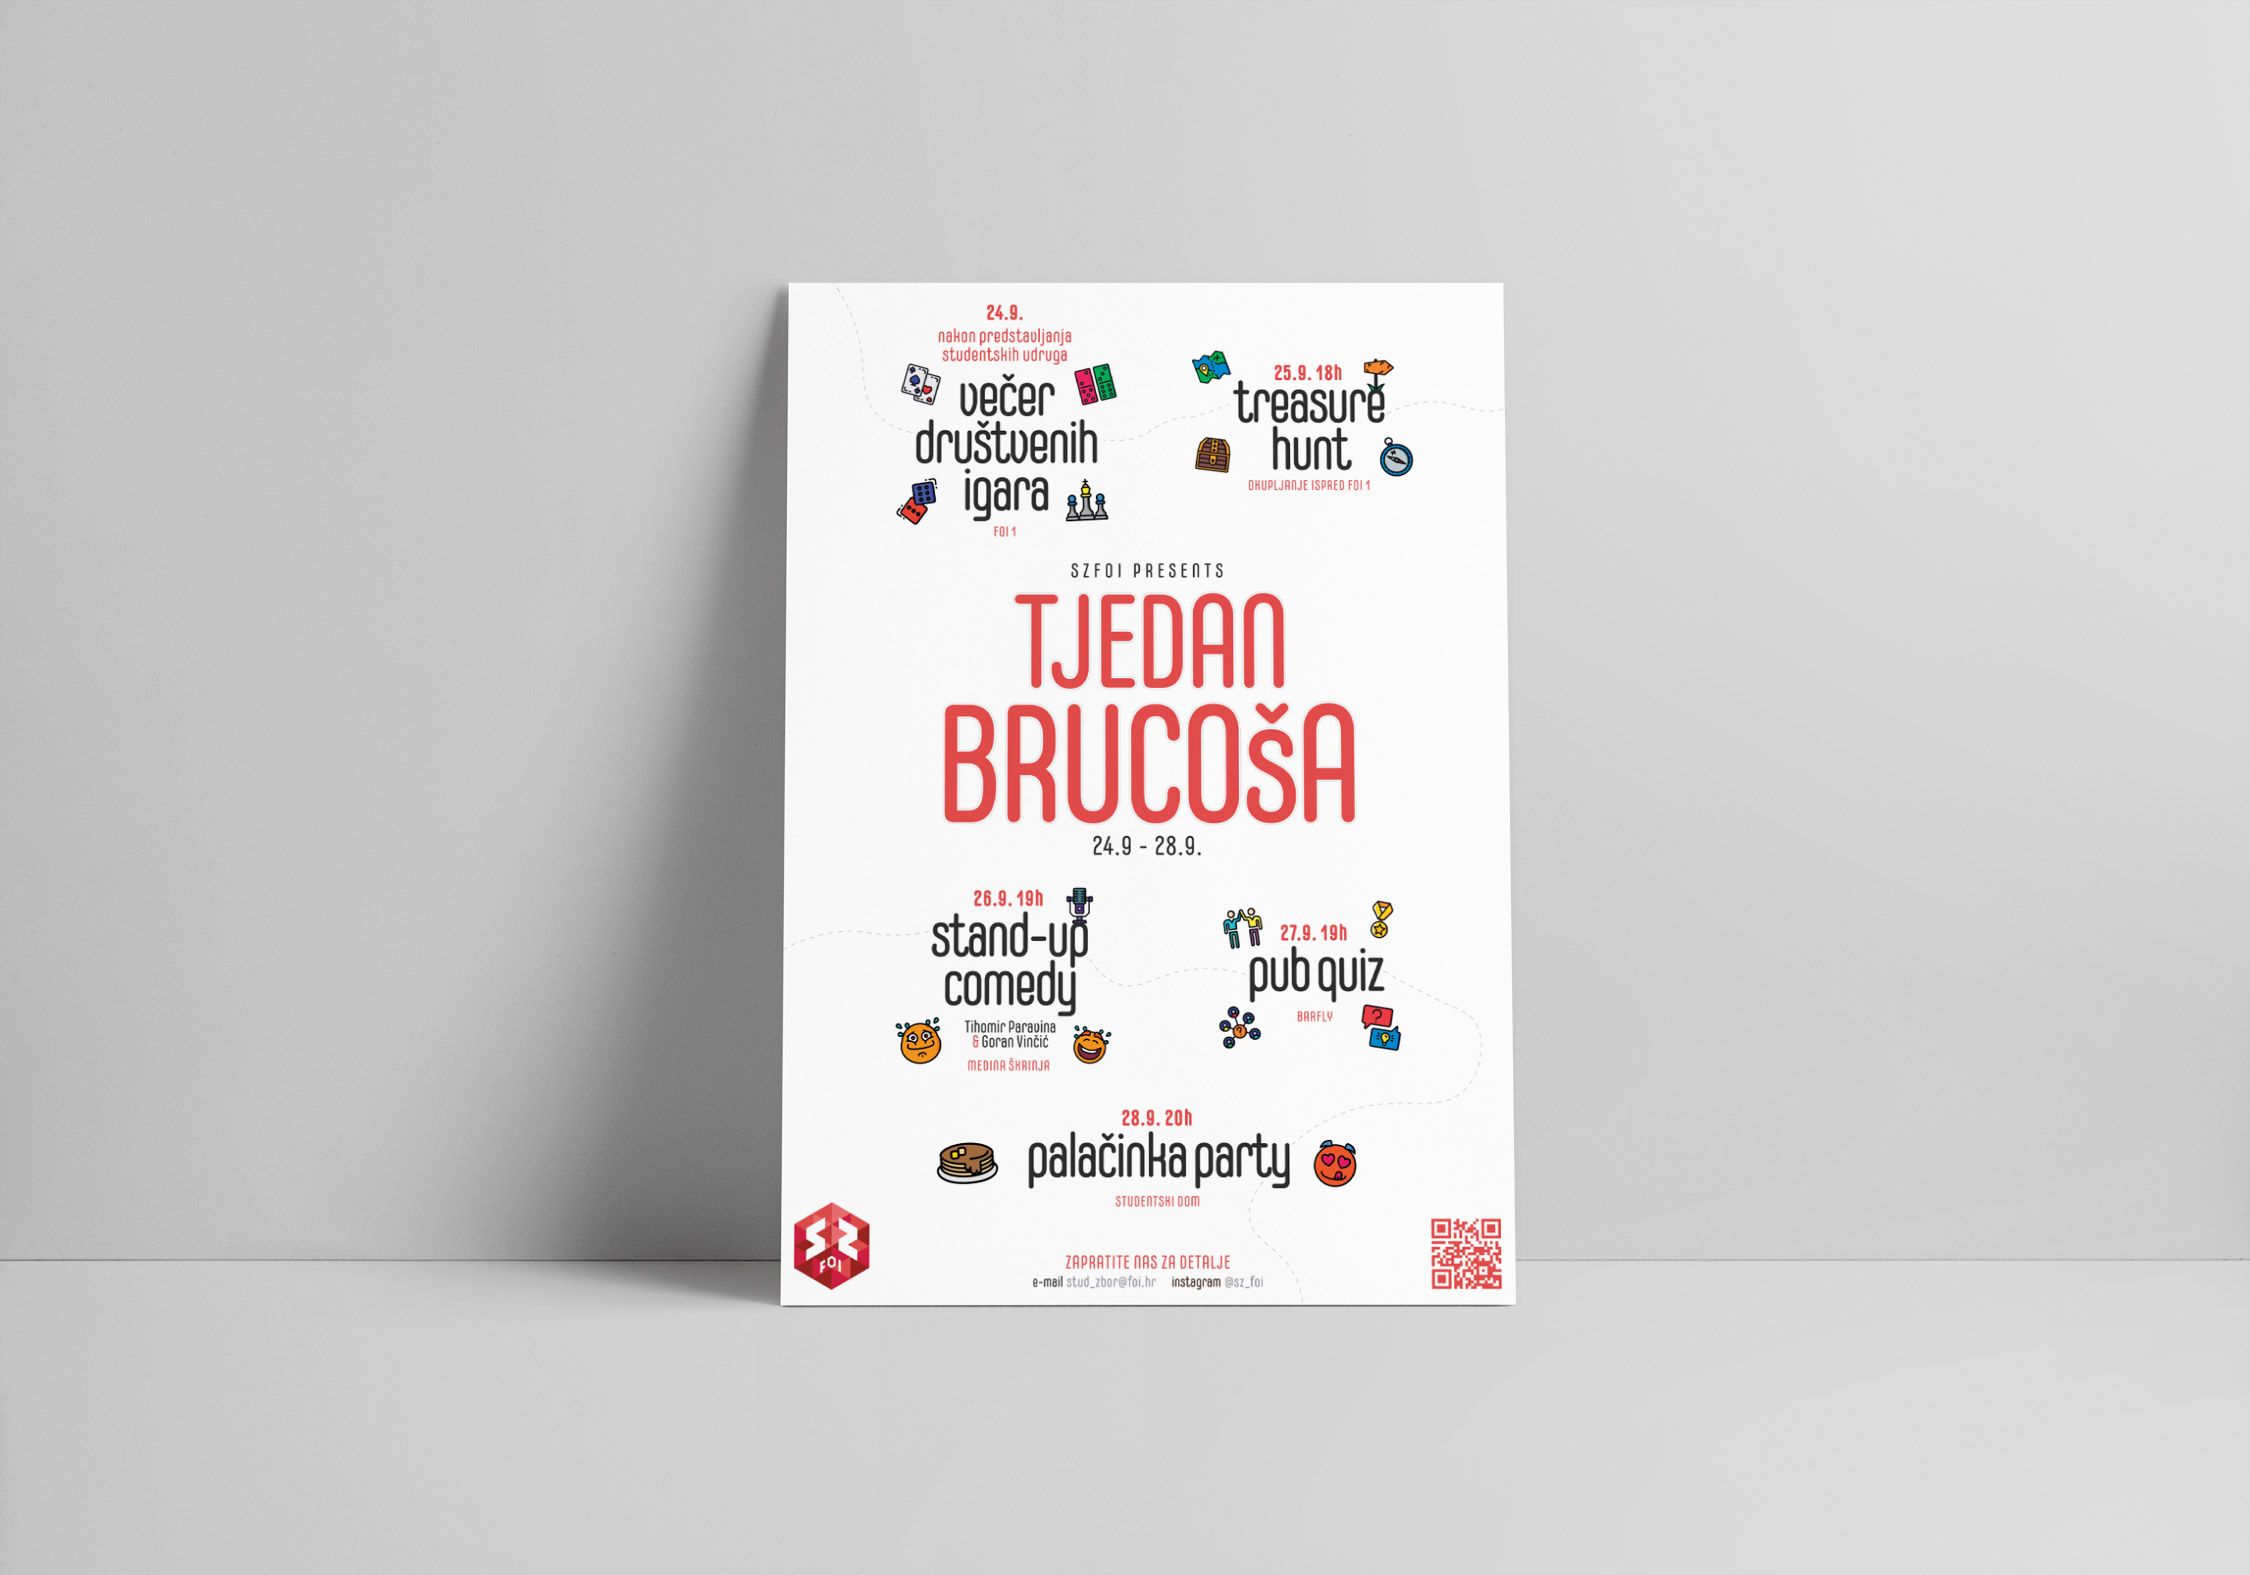 24.9.
nakon predstavljanja
studentskih udruga
večer
društvenih
igara
FOI 1
25.9. 18h
treasure
hunt
OKUPLJANJE ISPRED FOI 1
SZFOI PRESENTS
TJEDAN
BRUCOŠA
24.9 - 28.9.
26.9. 19h
stand-up
comedy
Tihomir Paravina
& Goran Vinčić
MEDINA ŠKRINJA
27.9. 19h
pub quiz
BARFLY
28.9. 20h
palačinka party
STUDENTSKI DOM
SZ
FOI
ZAPRATITE NAS ZA DETALJE
e-mail stud_zbor@foi.hr instagram @sz_foi